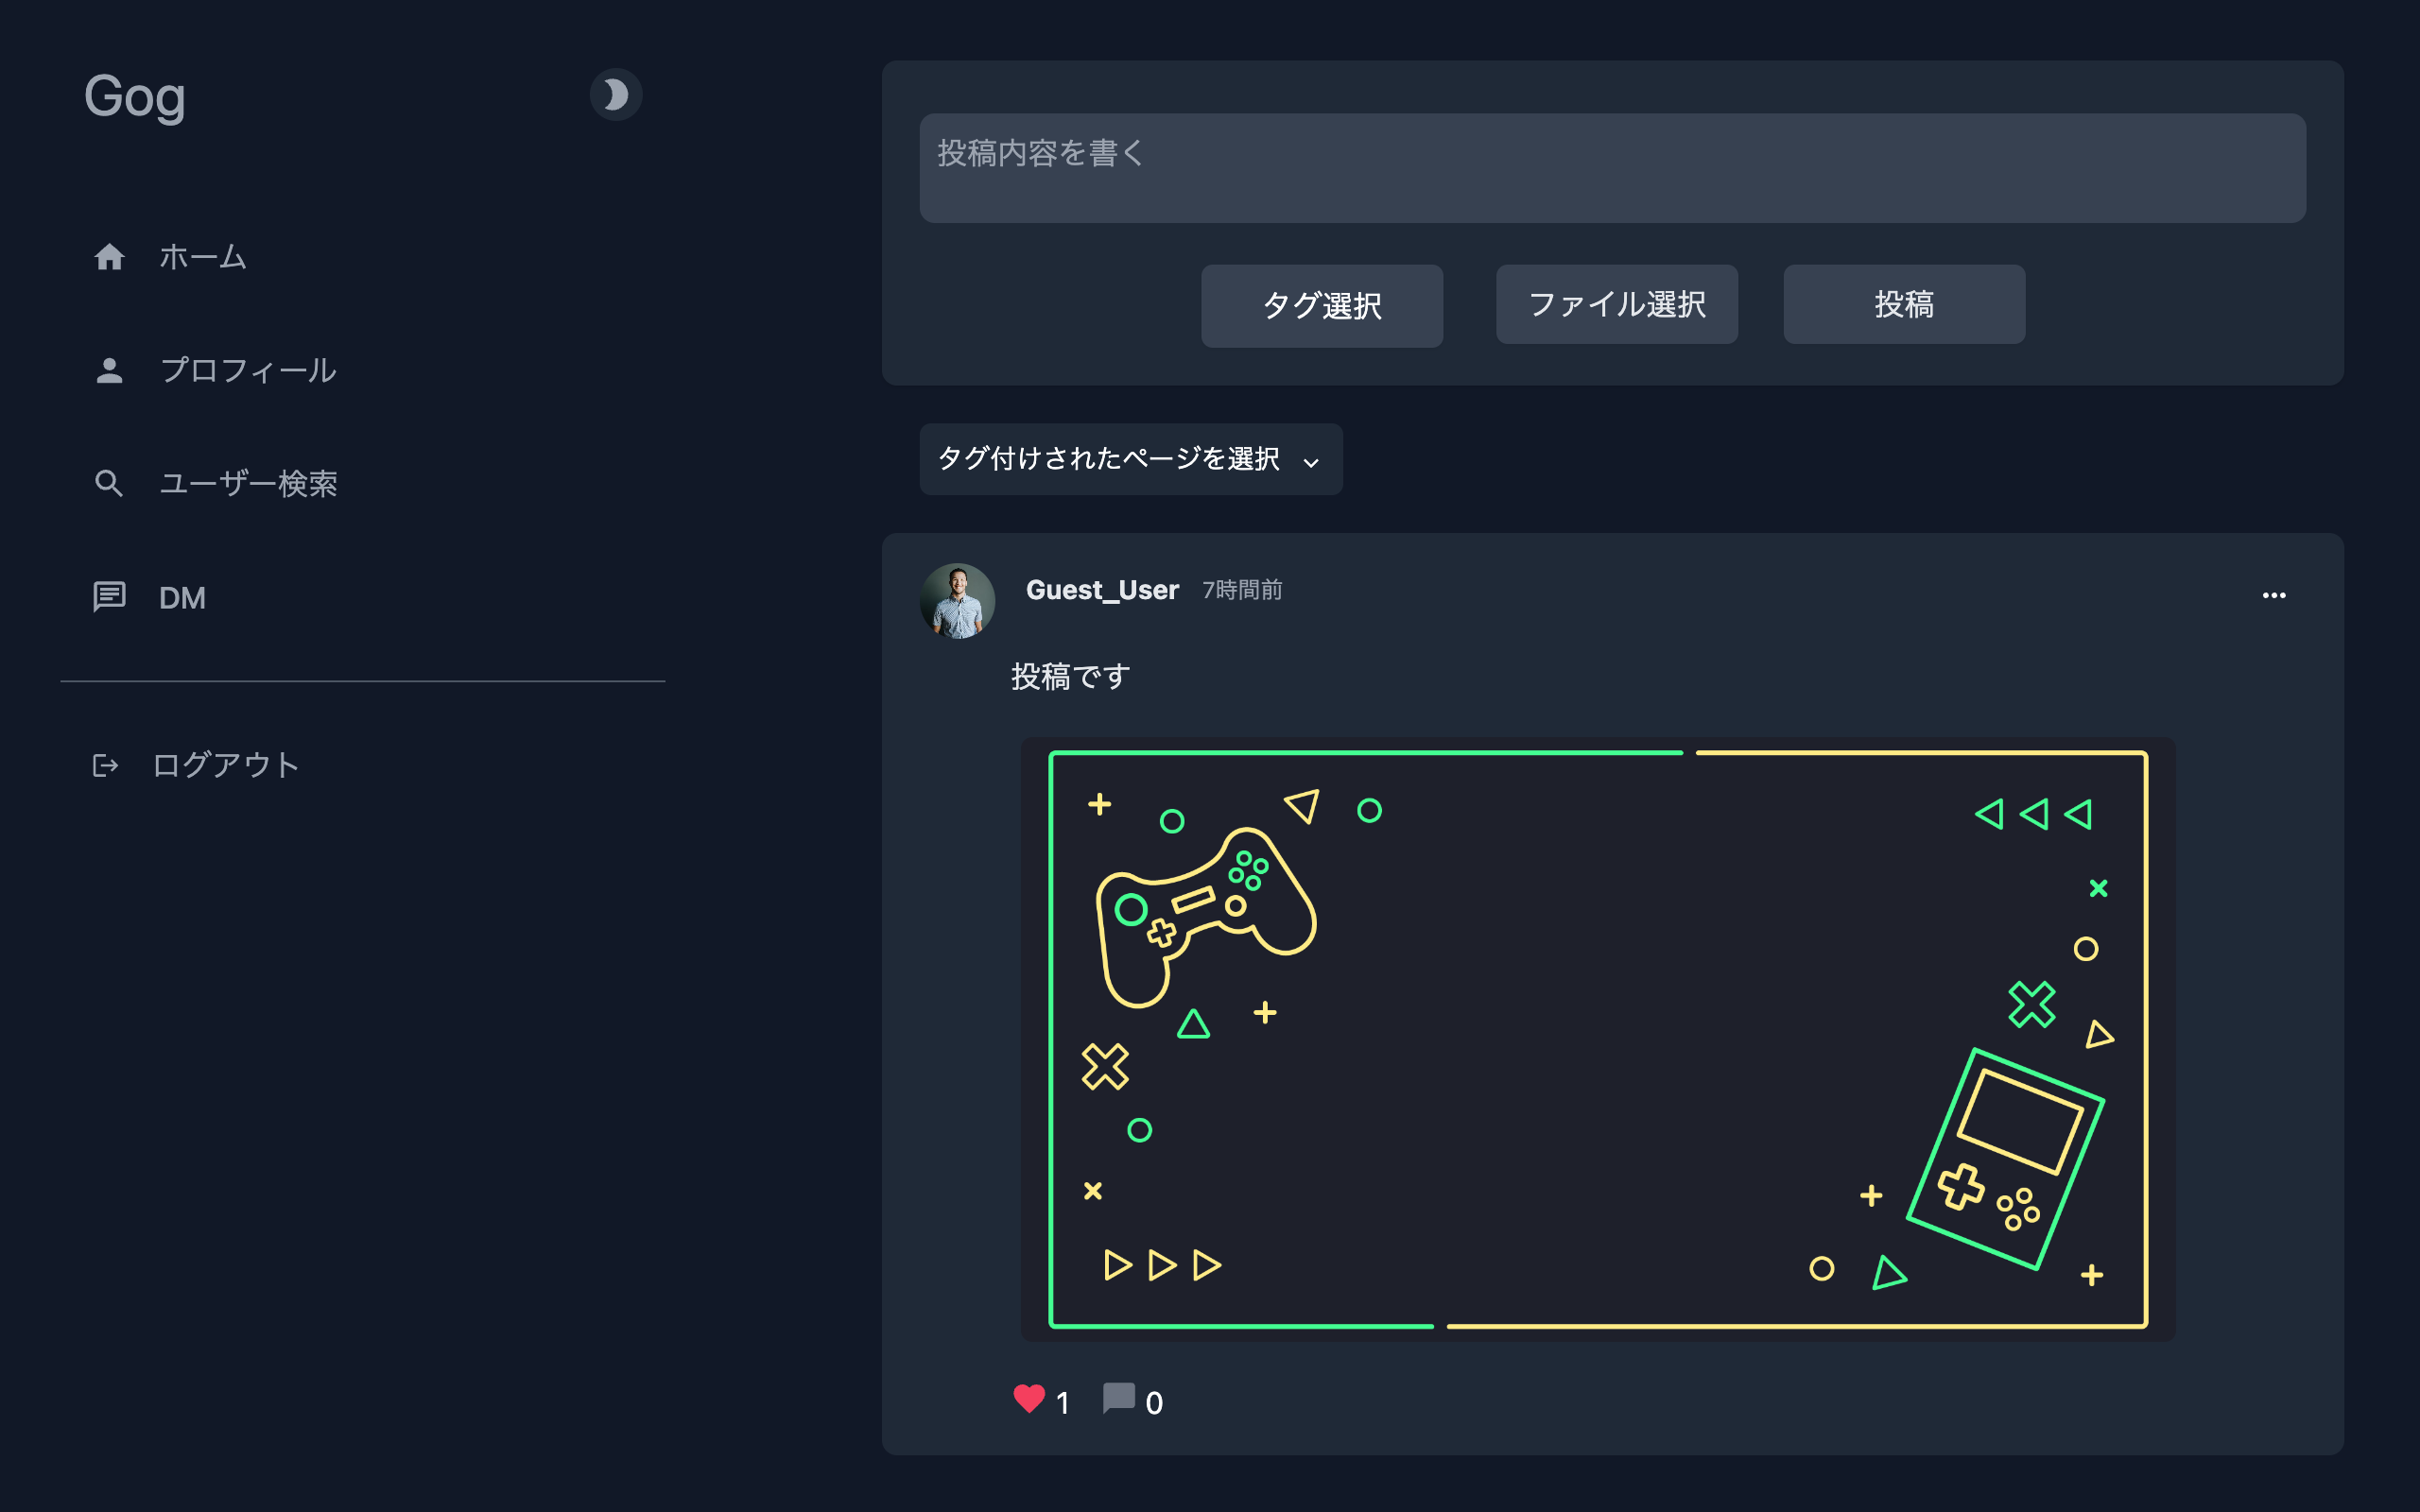 Gog
ホーム
プロフィール
ユーザー検索
DM
ログアウト
投稿内容を書く
タグ選択
ファイル選択
投稿
タグ付けされたページを選択
Guest_User 7時間前
投稿です
1 0